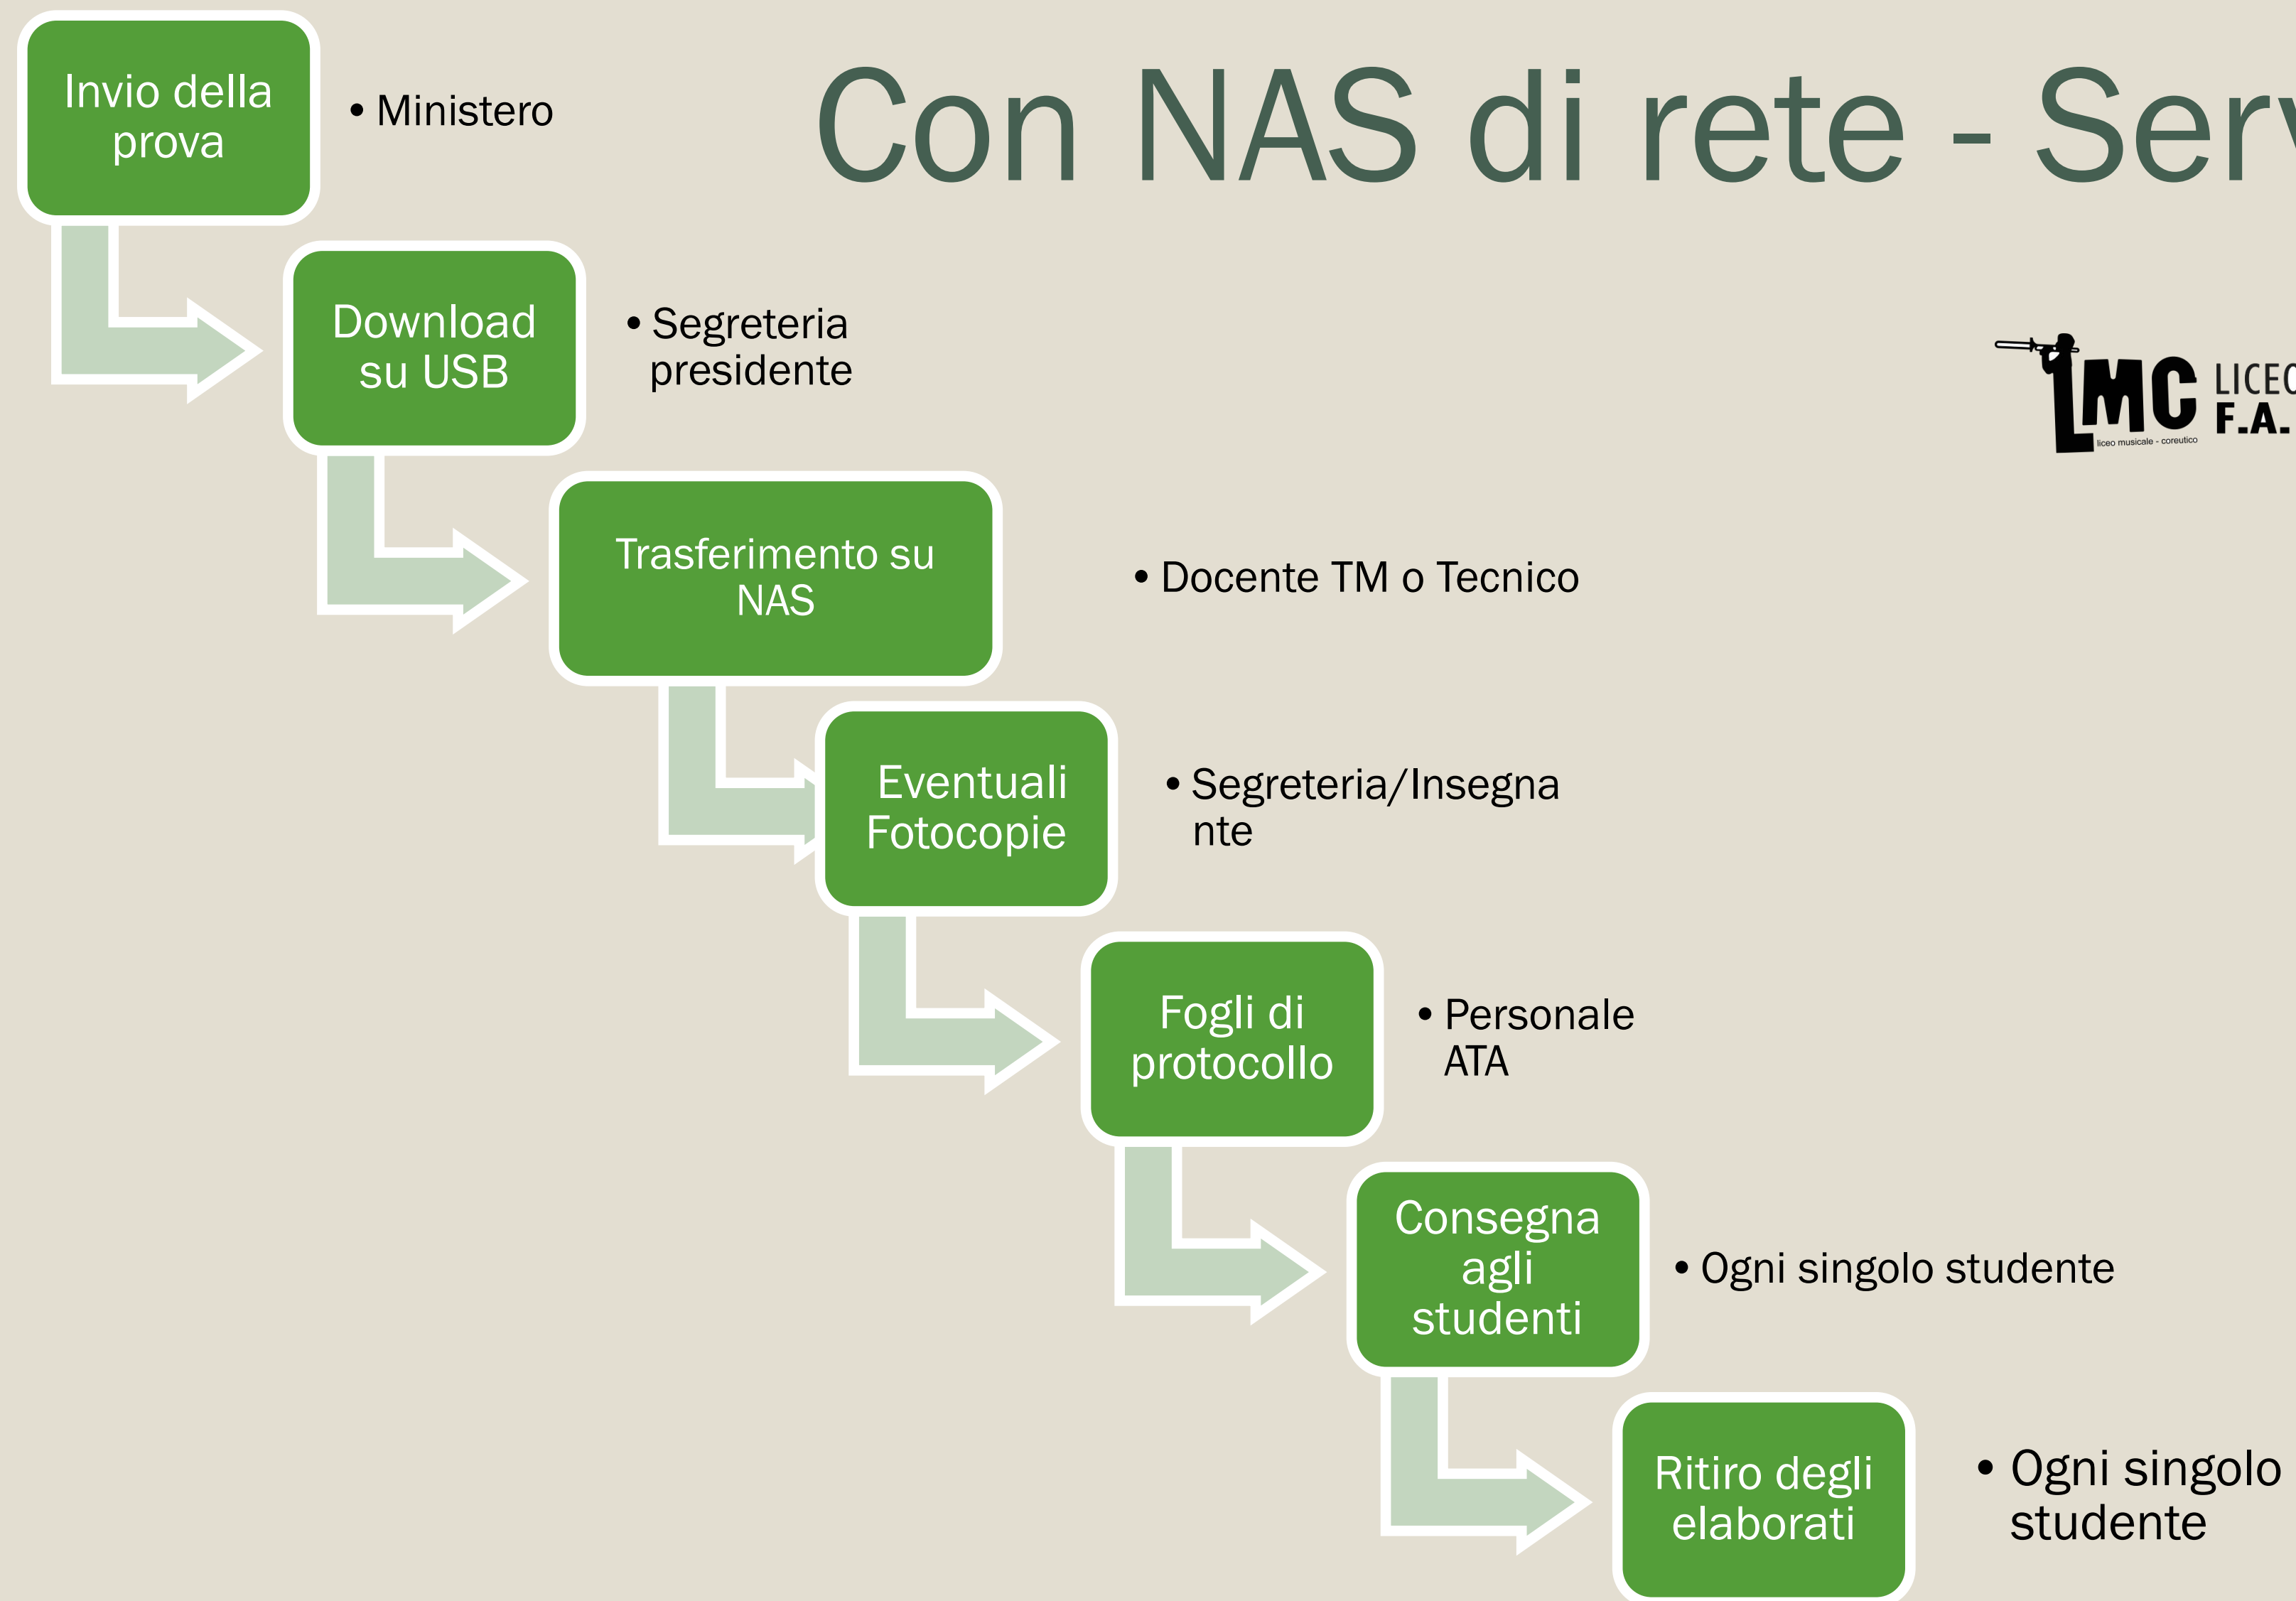 Invio della
prova
• Ministero
Con NAS di rete - Serv
Download
su USB
• Segreteria
presidente
LMC
liceo musicale - coreutico
LICEO
F.A.
Trasferimento su
NAS
• Docente TM o Tecnico
Eventuali
Fotocopie
• Segreteria/Insegna
nte
Fogli di
protocollo
• Personale
ATA
Consegna
agli
studenti
• Ogni singolo studente
Ritiro degli
elaborati
• Ogni singolo
studente